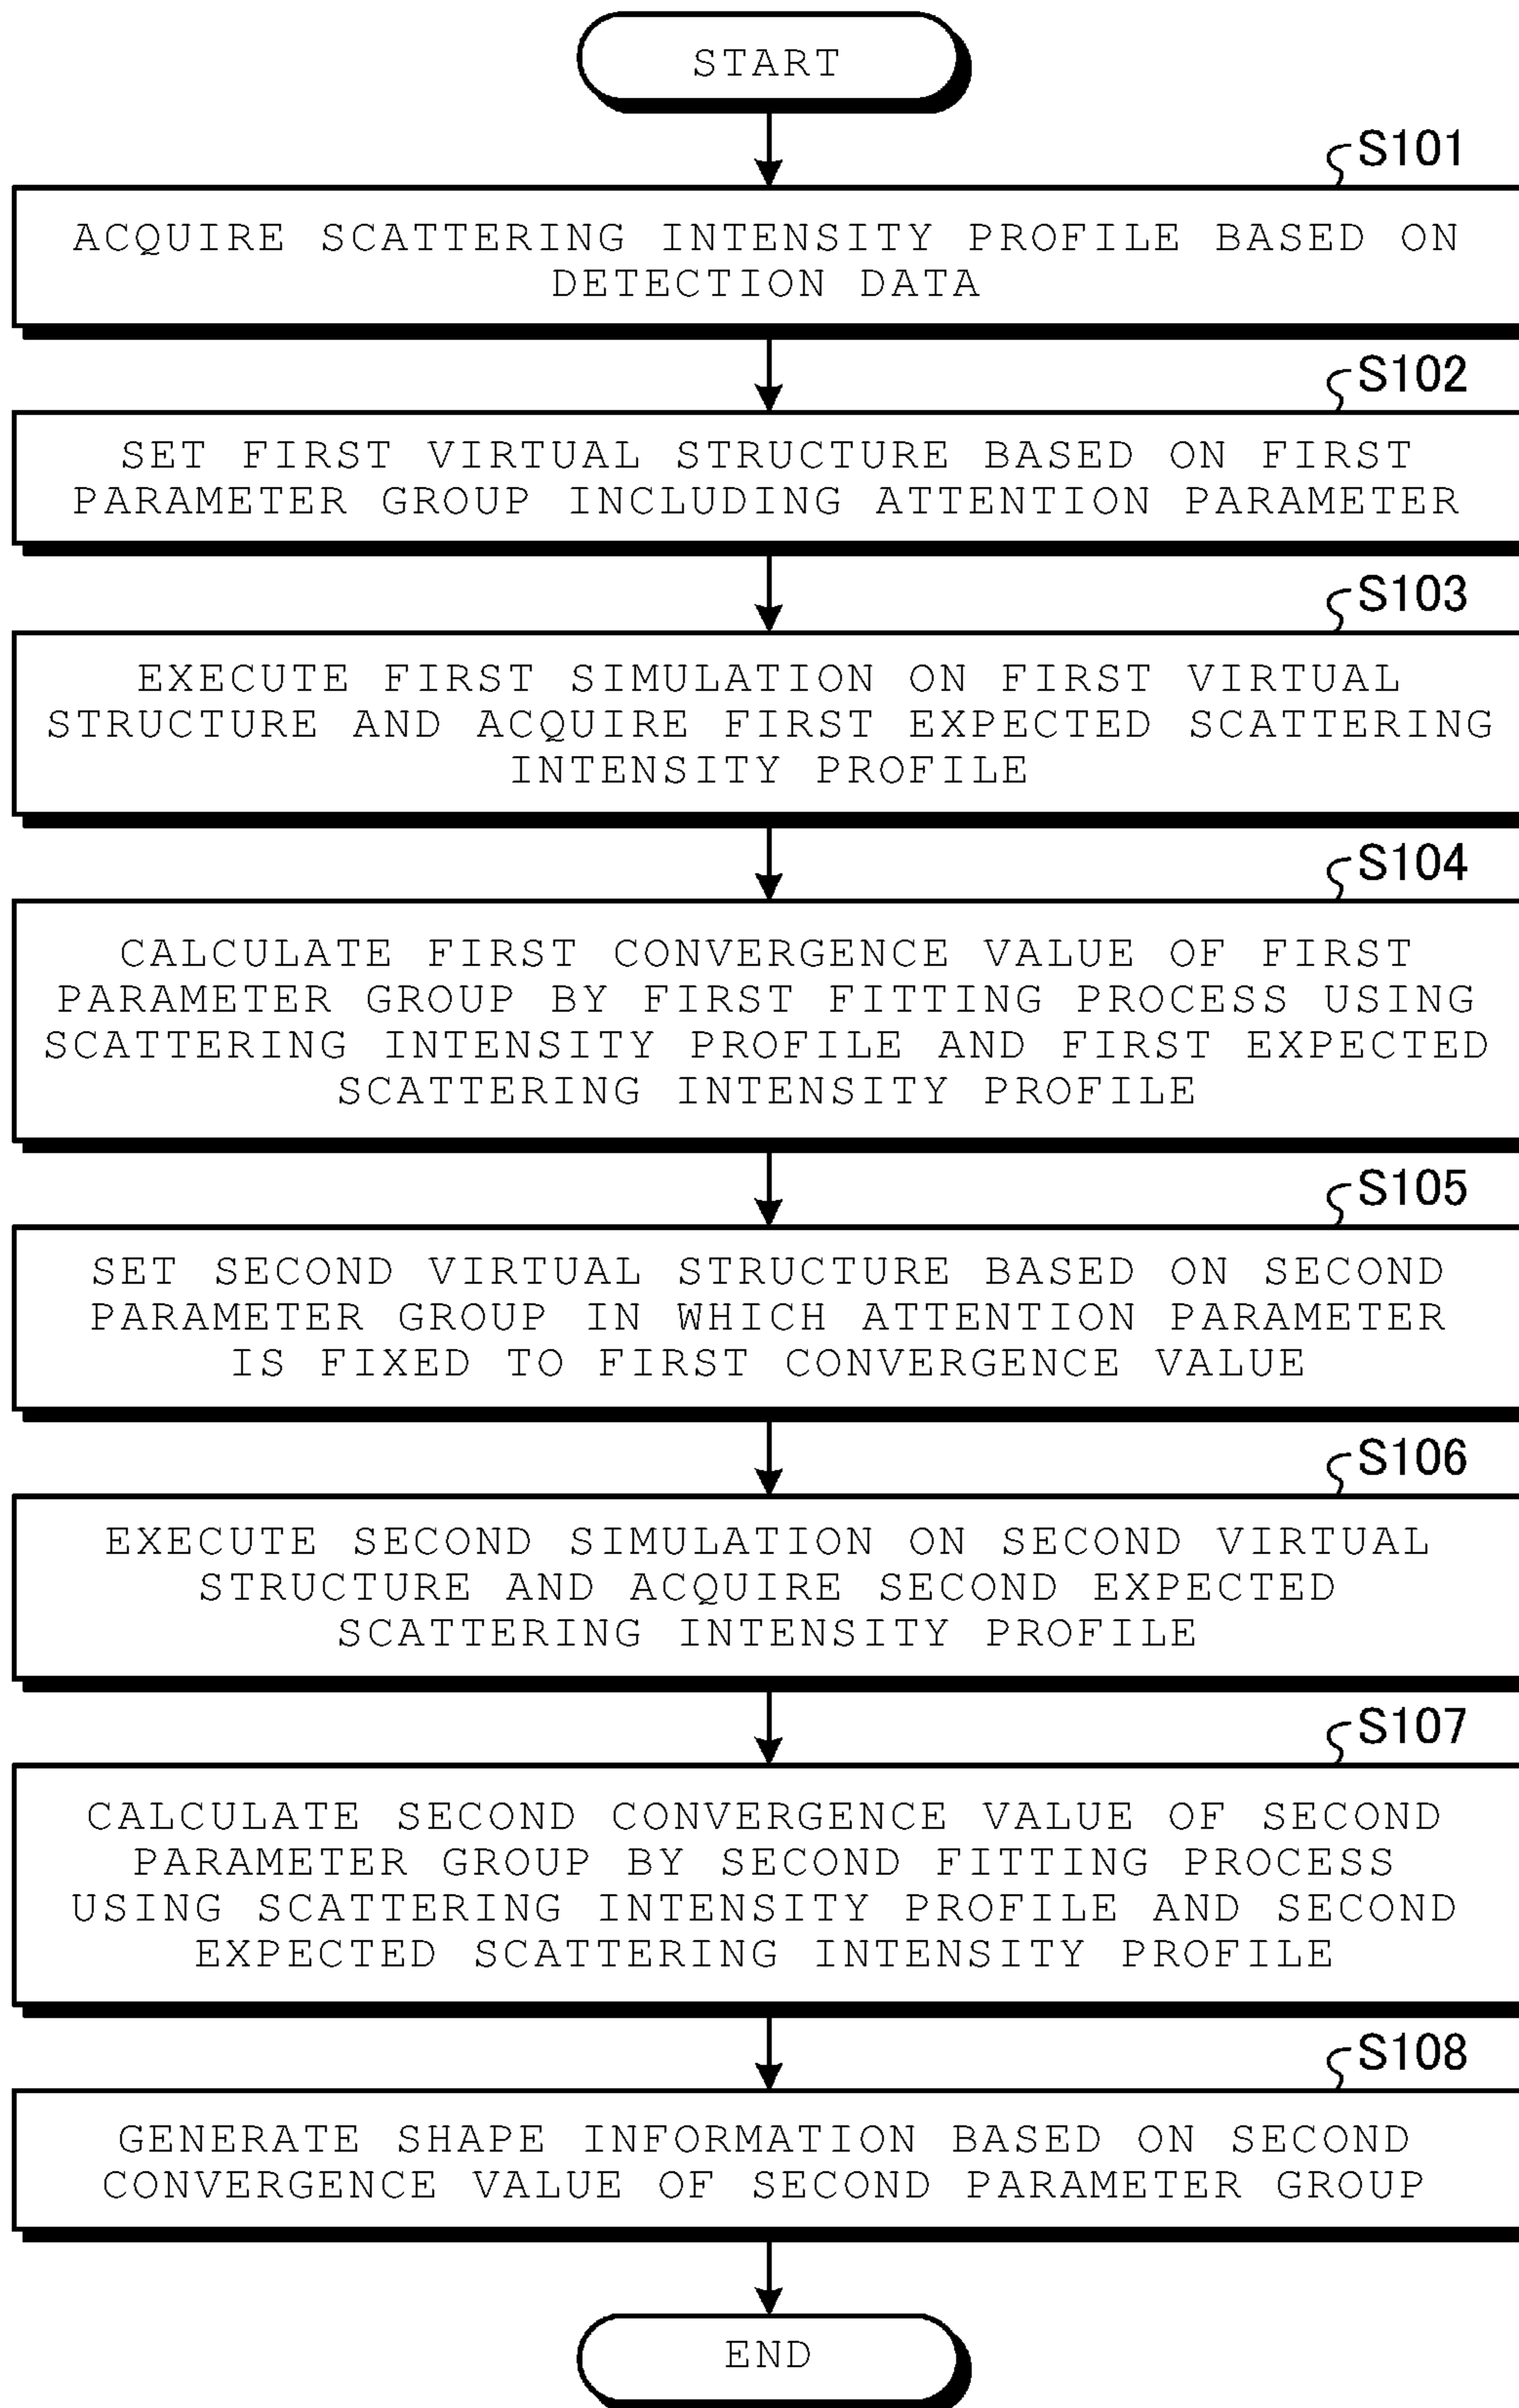 START
S101
ACQUIRE SCATTERING INTENSITY PROFILE BASED ON
DETECTION DATA
S102
SET FIRST VIRTUAL STRUCTURE BASED ON FIRST
PARAMETER GROUP INCLUDING ATTENTION PARAMETER
S103
EXECUTE FIRST SIMULATION ON FIRST VIRTUAL
STRUCTURE AND ACQUIRE FIRST EXPECTED SCATTERING
INTENSITY PROFILE
S104
CALCULATE FIRST CONVERGENCE VALUE OF FIRST
PARAMETER GROUP BY FIRST FITTING PROCESS USING
SCATTERING INTENSITY PROFILE AND FIRST EXPECTED
SCATTERING INTENSITY PROFILE
S105
SET SECOND VIRTUAL STRUCTURE BASED ON SECOND
PARAMETER GROUP IN WHICH ATTENTION PARAMETER
IS FIXED TO FIRST CONVERGENCE VALUE
S106
EXECUTE SECOND SIMULATION ON SECOND VIRTUAL
STRUCTURE AND ACQUIRE SECOND EXPECTED
SCATTERING INTENSITY PROFILE
S107
CALCULATE SECOND CONVERGENCE VALUE OF SECOND
PARAMETER GROUP BY SECOND FITTING PROCESS
USING SCATTERING INTENSITY PROFILE AND SECOND
EXPECTED SCATTERING INTENSITY PROFILE
S108
GENERATE SHAPE INFORMATION BASED ON SECOND
CONVERGENCE VALUE OF SECOND PARAMETER GROUP
END